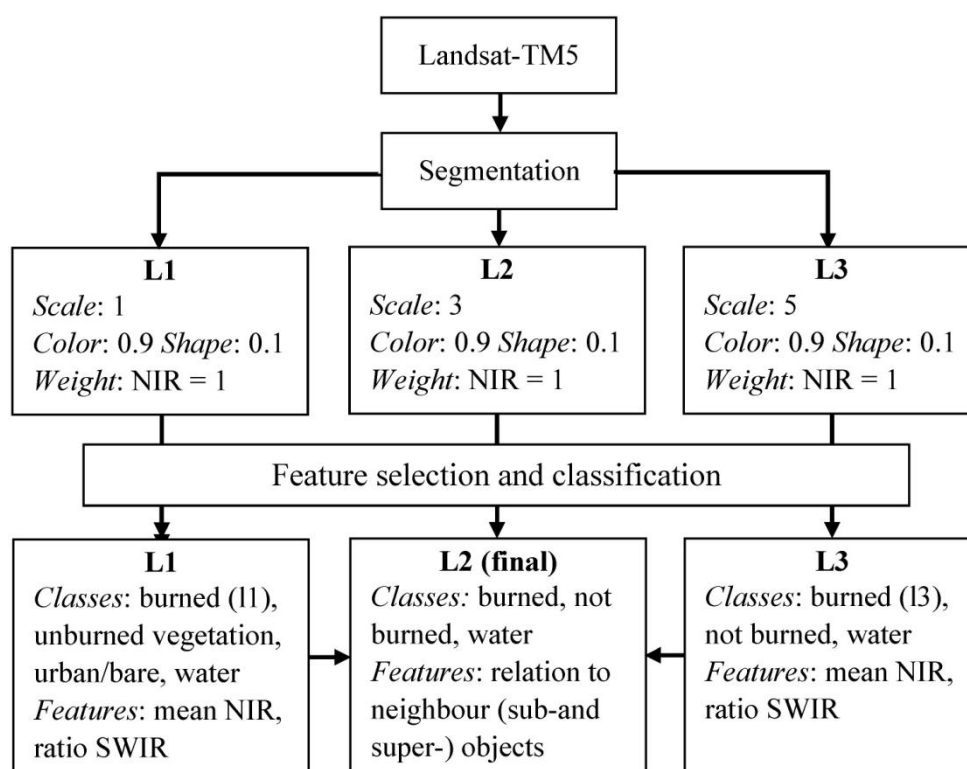 Landsat-TM5
Segmentation
L1
Scale: 1
Color: 0.9 Shape: 0.1
Weight: NIR = 1
L2
Scale: 3
Color: 0.9 Shape: 0.1
Weight: NIR = 1
L3
Scale: 5
Color: 0.9 Shape: 0.1
Weight: NIR = 1
Feature selection and classification
L1
Classes: burned (l1),
unburned vegetation,
urban/bare, water
Features: mean NIR,
ratio SWIR
L2 (final)
Classes: burned, not
burned, water
Features: relation to
neighbour (sub-and
super-) objects
L3
Classes: burned (l3),
not burned, water
Features: mean NIR,
ratio SWIR